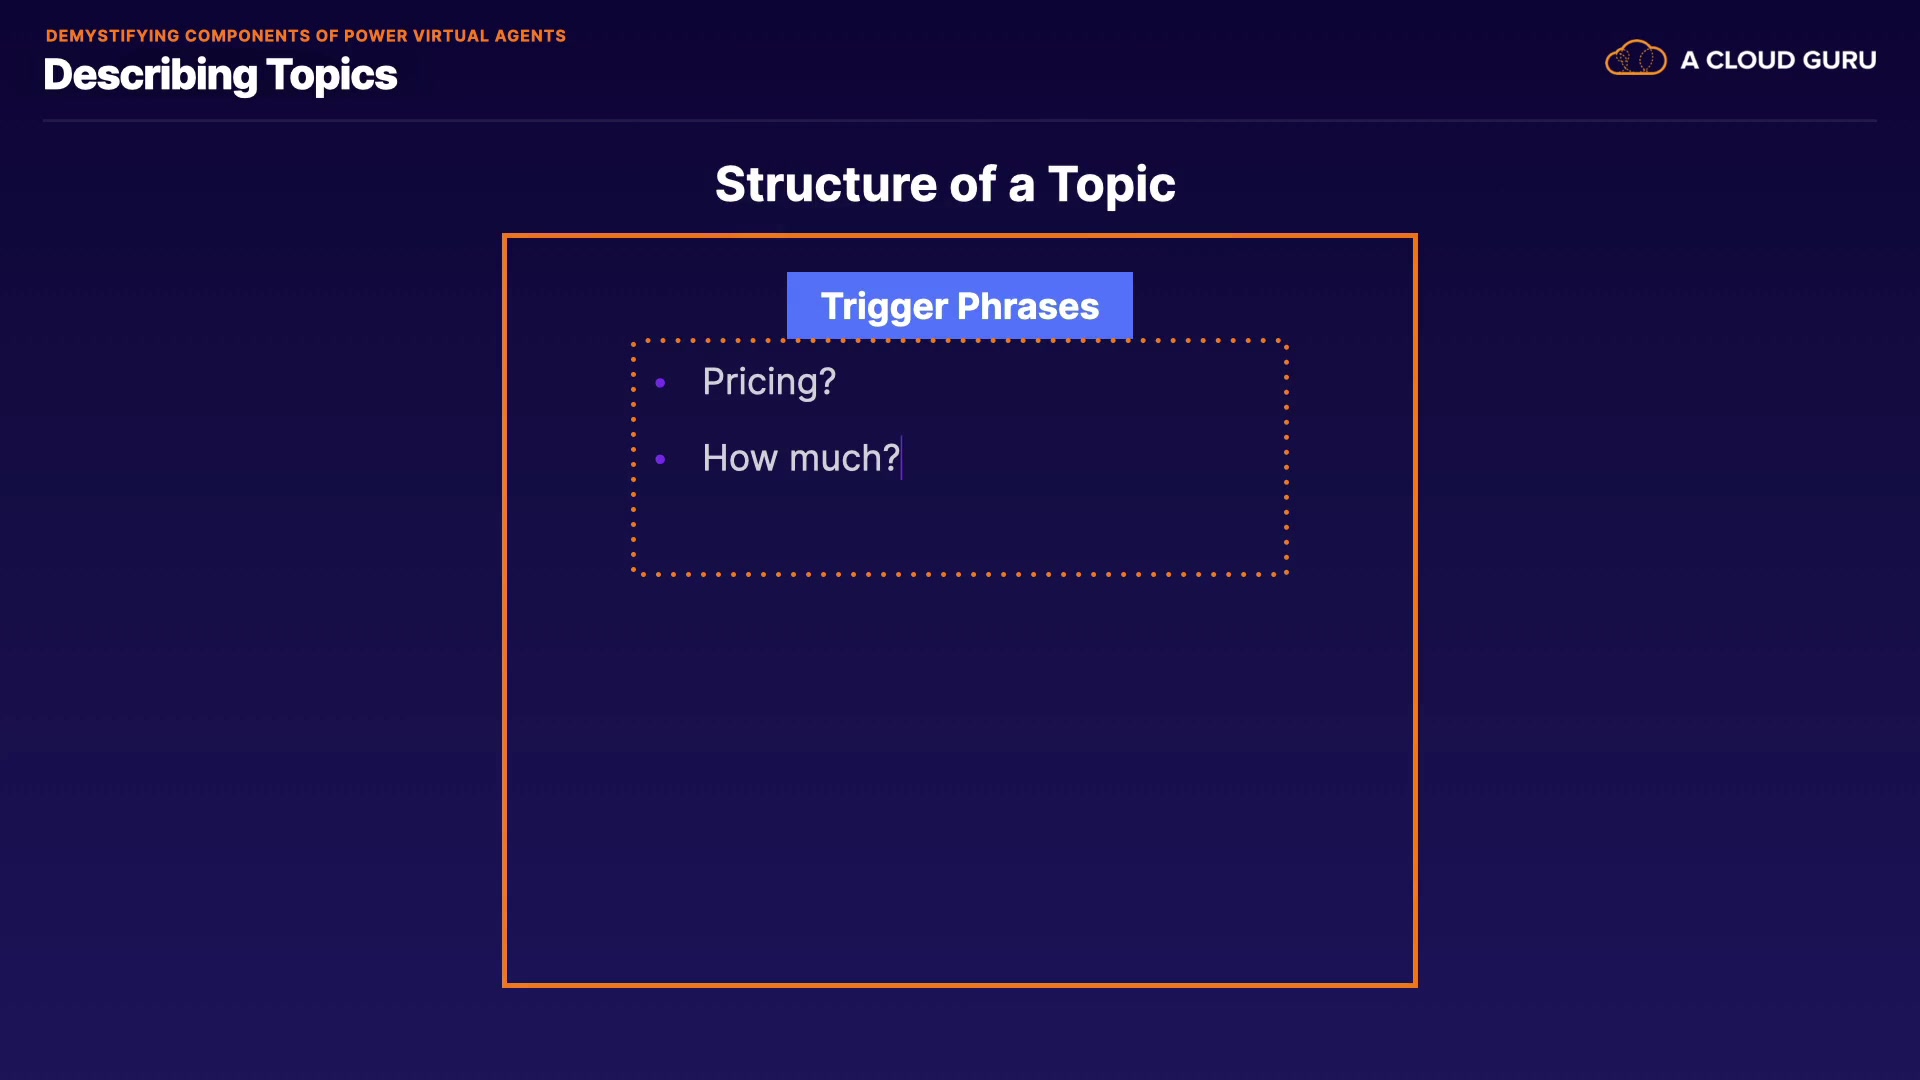 DEMYSTIFYING COMPONENTS OF POWER VIRTUAL AGENTS
Describing Topics
A CLOUD GURU
Structure of a Topic
Trigger Phrases
• Pricing?
• How much?